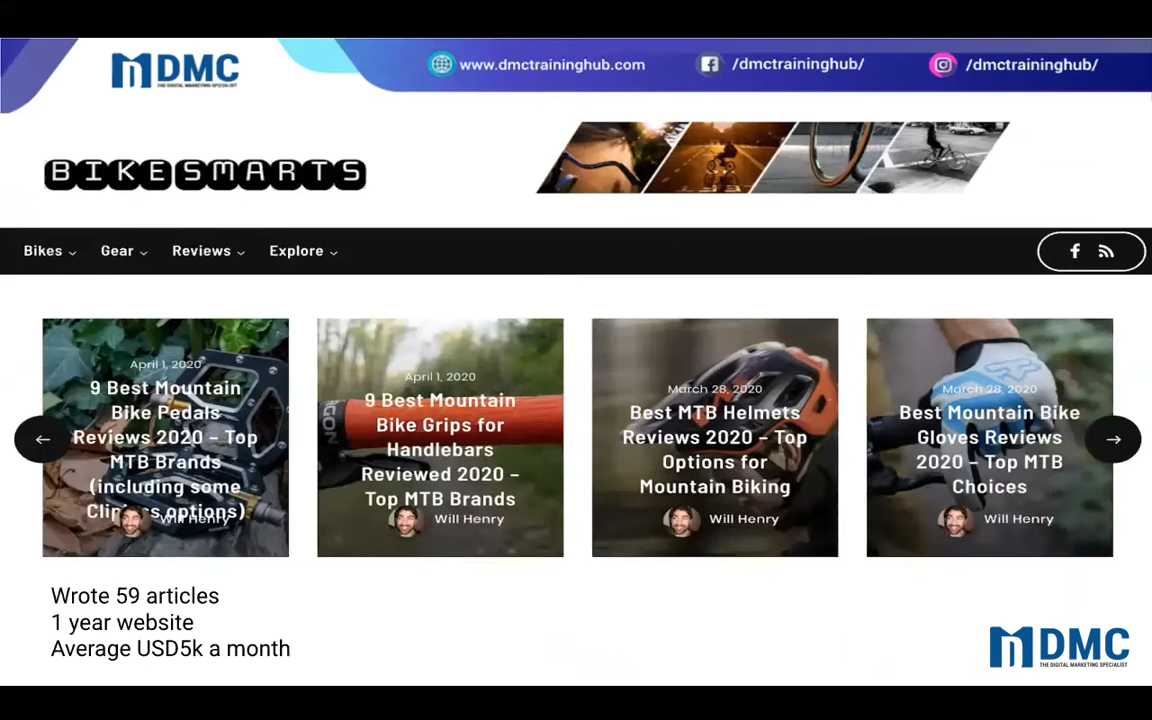 DMC
THE DIGITAL MARKETING SPECIALIST
www.dmctraininghub.com
/dmctraininghub/
/dmctraininghub/
BIKESMARTS
Bikes
Gear
Reviews
Explore
April 1, 2020
9 Best Mountain
Bike Pedals
Reviews 2020 – Top
MTB Brands
(including some
options)
Will Henry
April 1, 2020
9 Best Mountain
Bike Grips for
Handlebars
Reviewed 2020 –
Top MTB Brands
Will Henry
March 28, 2020
Best MTB Helmets
Reviews 2020 – Top
Options for
Mountain Biking
Will Henry
March 28, 2020
Best Mountain Bike
Gloves Reviews
2020 – Top MTB
Choices
Will Henry
Wrote 59 articles
1 year website
Average USD5k a month
DMC
THE DIGITAL MARKETING SPECIALIST